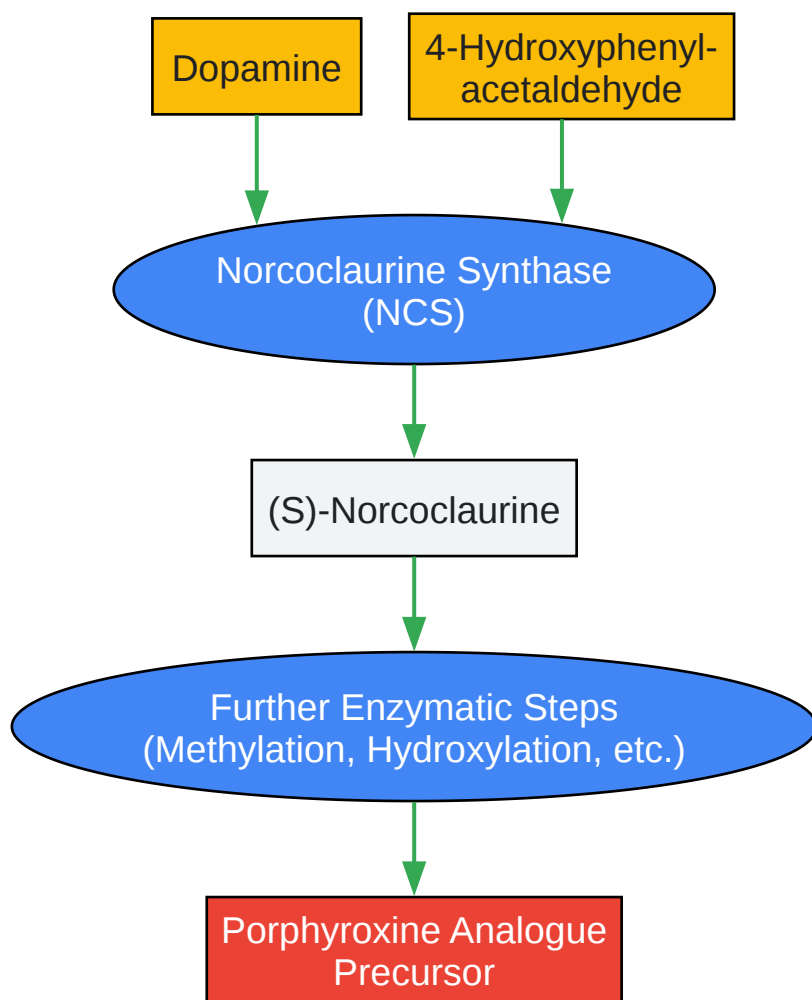 Dopamine
4-Hydroxyphenyl-
acetaldehyde
Norcoclaurine Synthase
(NCS)
(S)-Norcoclaurine
Further Enzymatic Steps
(Methylation, Hydroxylation, etc.)
Porphyroxine Analogue
Precursor